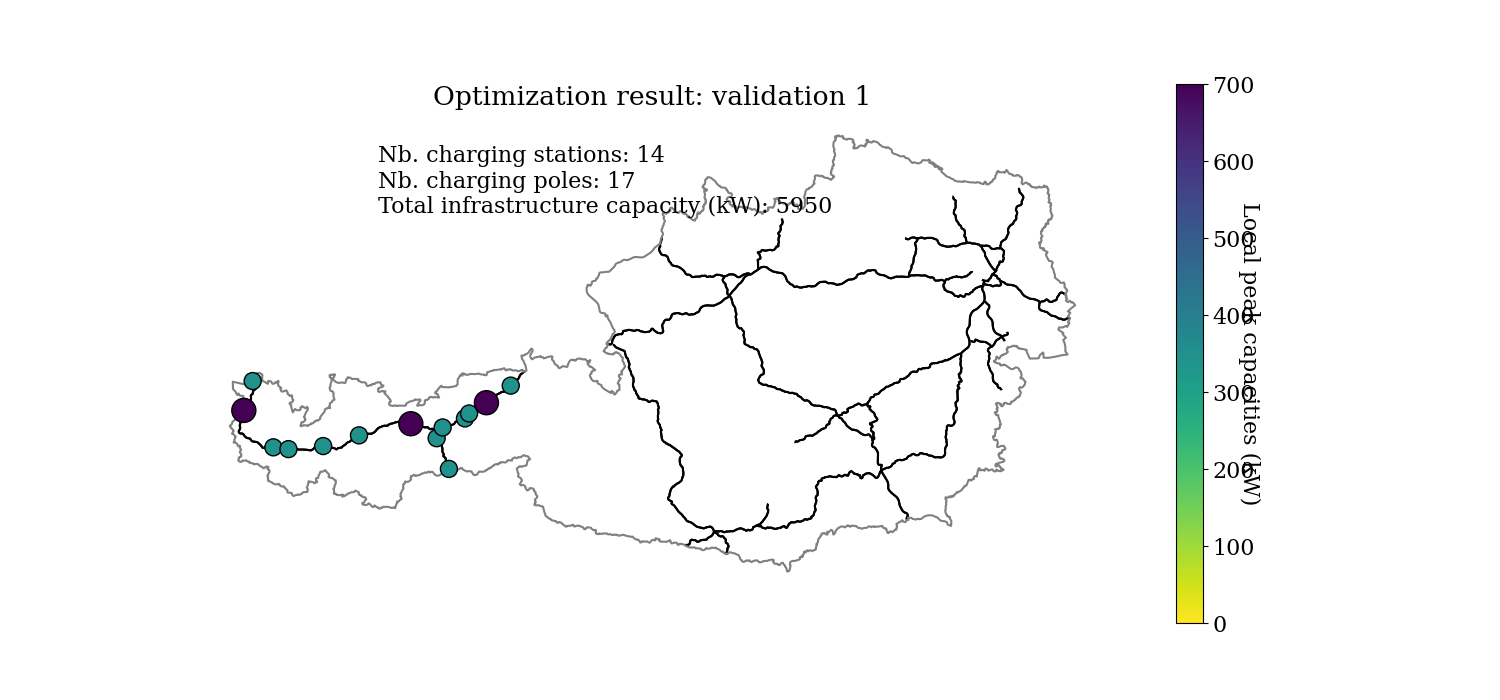 Optimization result: validation 1
Nb. charging stations: 14
Nb. charging poles: 17
Total infrastructure capacity (kW): 5950
700
600
500
400
300
200
100
0
Local peak capacities (kW)